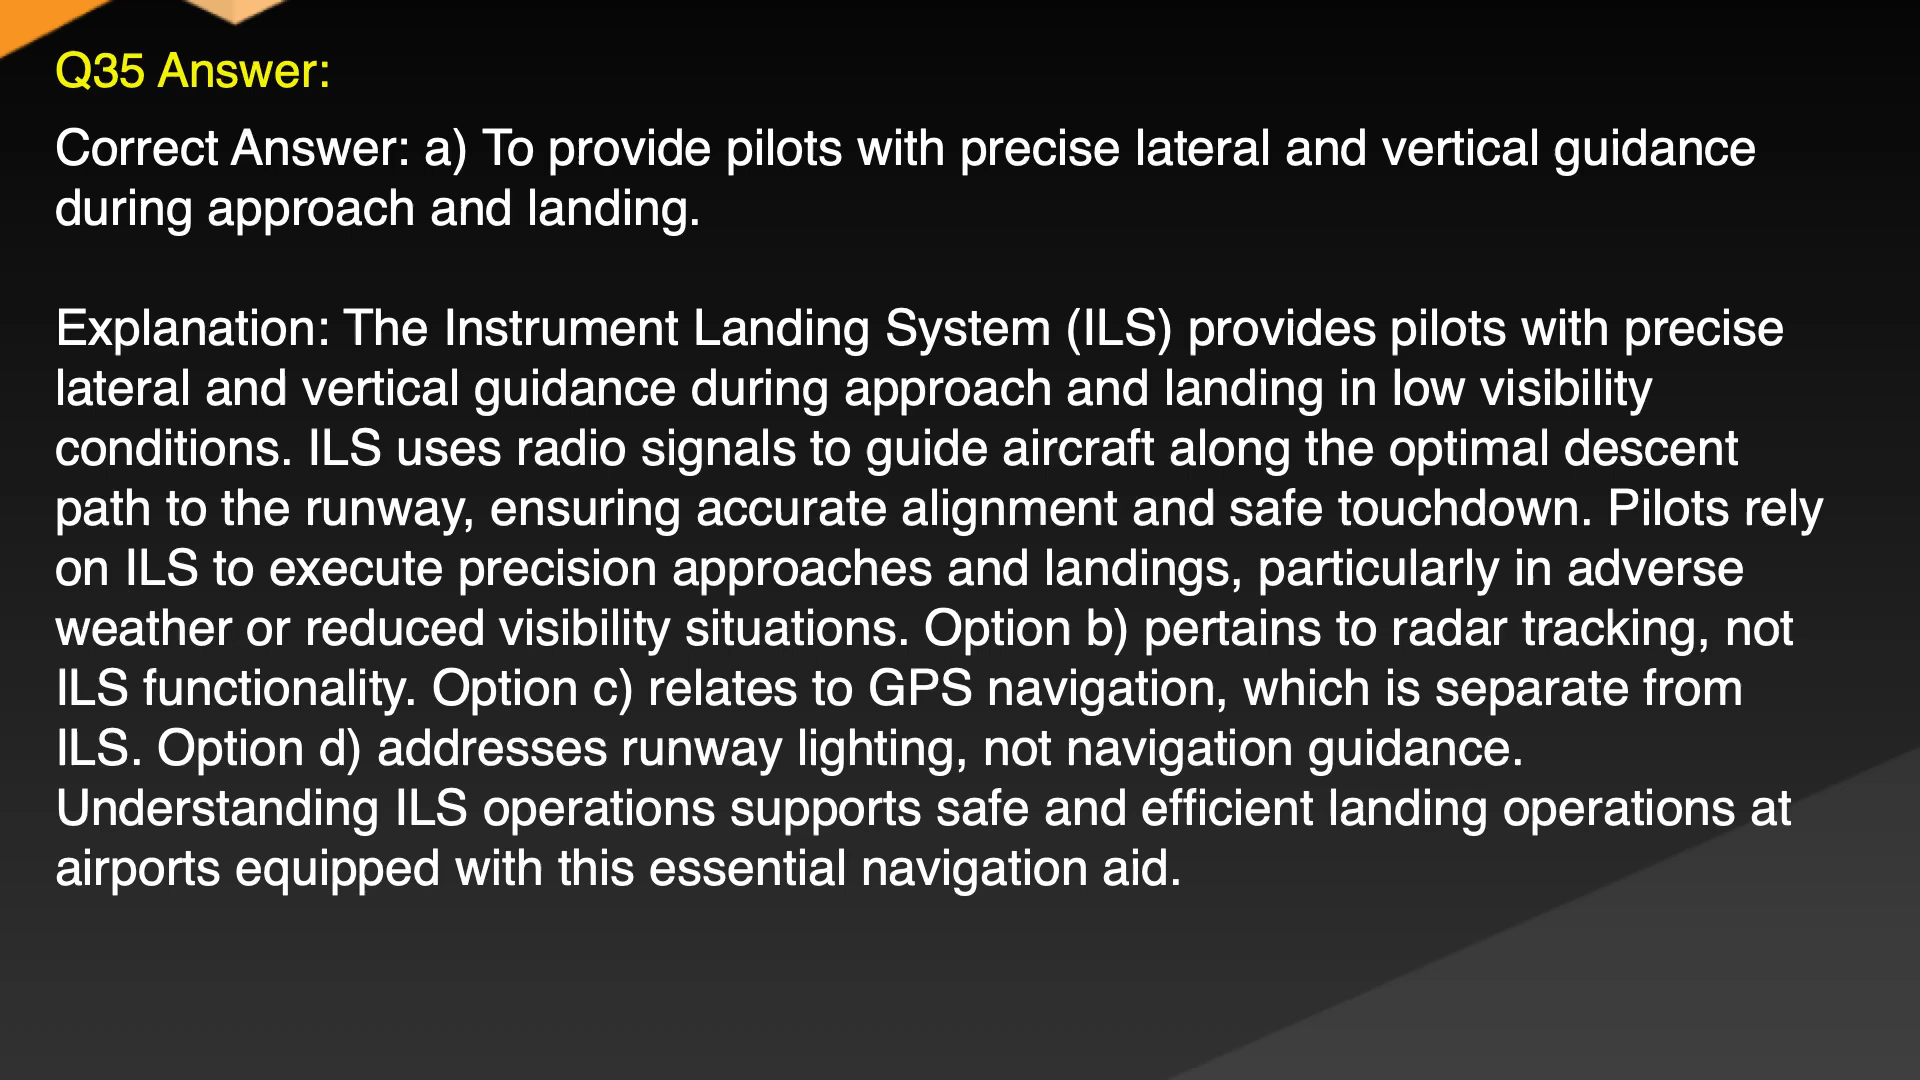 Q35 Answer:
Correct Answer: a) To provide pilots with precise lateral and vertical guidance
during approach and landing.
Explanation: The Instrument Landing System (ILS) provides pilots with precise
lateral and vertical guidance during approach and landing in low visibility
conditions. ILS uses radio signals to guide aircraft along the optimal descent
path to the runway, ensuring accurate alignment and safe touchdown. Pilots rely
on ILS to execute precision approaches and landings, particularly in adverse
weather or reduced visibility situations. Option b) pertains to radar tracking, not
ILS functionality. Option c) relates to GPS navigation, which is separate from
ILS. Option d) addresses runway lighting, not navigation guidance.
Understanding ILS operations supports safe and efficient landing operations at
airports equipped with this essential navigation aid.